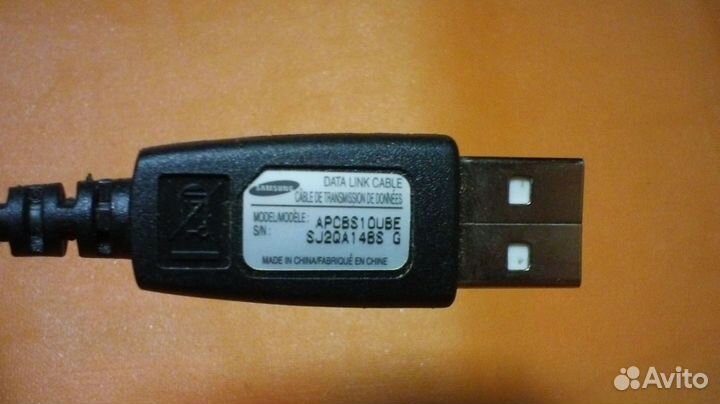 SAMSUNG
DATA LINK CABLE
CÂBLE DE TRANSMISSION DE DONNÉES
MODEL/MODÈLE : APCBS10UBE
S/N : SJ2QA14BS G
MADE IN CHINA/FABRIQUÉ EN CHINE
Avito